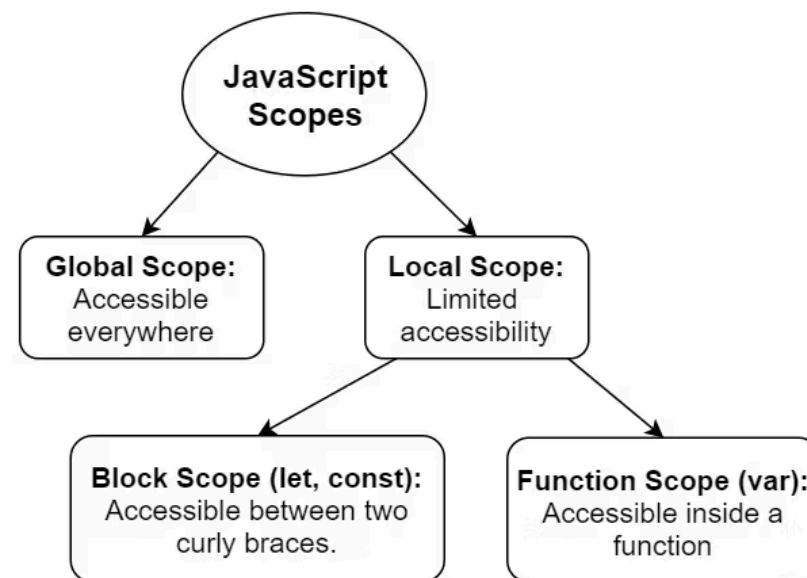 JavaScript
Scopes
Global Scope:
Accessible
everywhere
Local Scope:
Limited
accessibility
Block Scope (let, const):
Accessible between two
curly braces.
Function Scope (var):
Accessible inside a
function